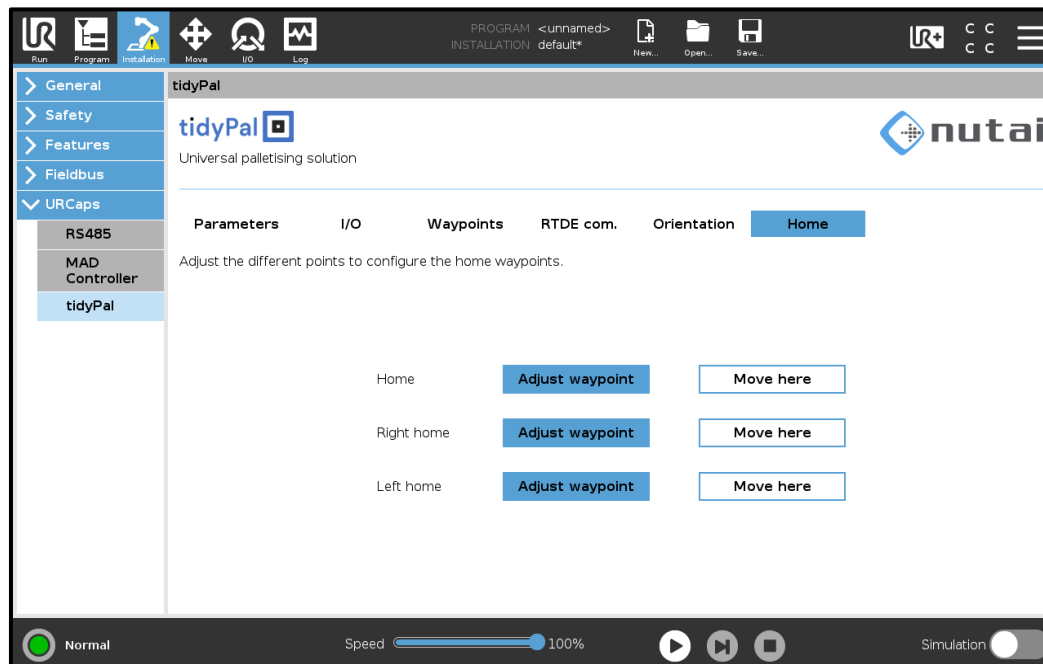 PROGRAM <unnamed>
INSTALLATION default*
Run Program Installation Move I/O Log New... Open... Save...
UR+
C C
C C
General
Safety
Features
Fieldbus
URCaps
RS485
MAD
Controller
tidyPal
tidyPal
tidyPal
nutai
Universal palletising solution
Parameters I/O Waypoints RTDE com. Orientation Home
Adjust the different points to configure the home waypoints.
Home Adjust waypoint Move here
Right home Adjust waypoint Move here
Left home Adjust waypoint Move here
Normal Speed 100% Simulation